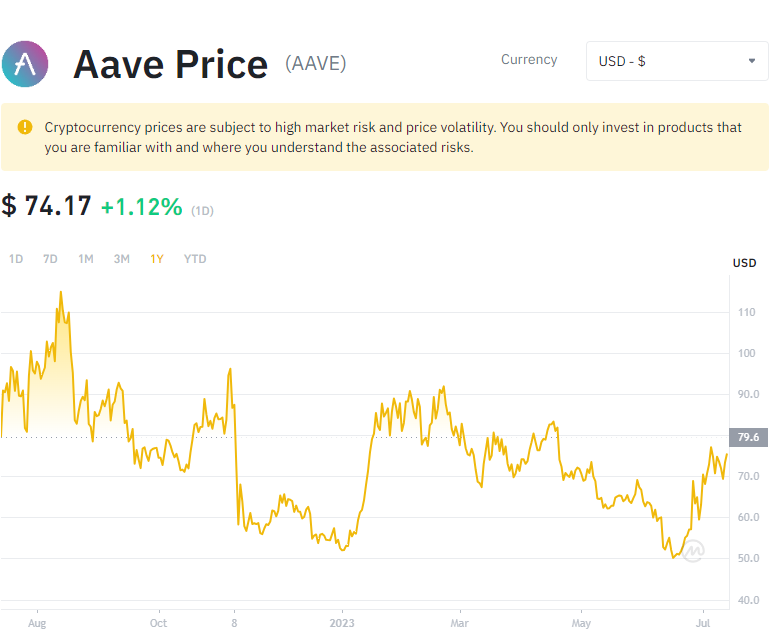 Aave Price (AAVE)
Currency
USD - $
Cryptocurrency prices are subject to high market risk and price volatility. You should only invest in products that
you are familiar with and where you understand the associated risks.
$ 74.17 +1.12% (1D)
1D 7D 1M 3M 1Y YTD
USD
110
100
90.0
79.6
70.0
60.0
50.0
40.0
Aug Oct 8 2023 Mar May Jul